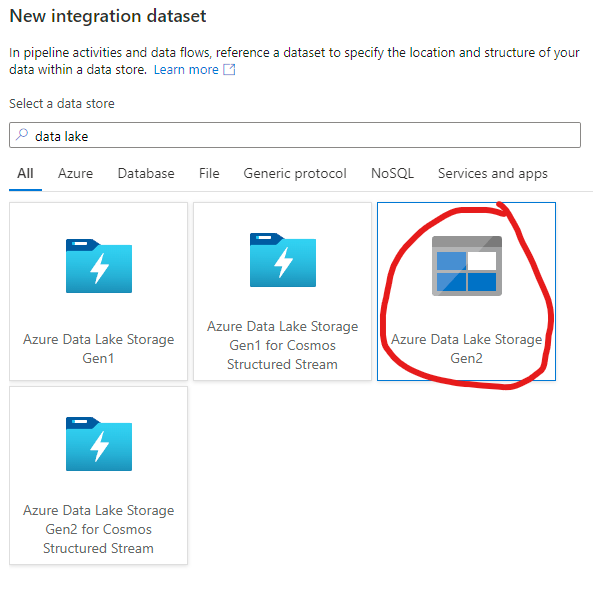 New integration dataset
In pipeline activities and data flows, reference a dataset to specify the location and structure of your
data within a data store. Learn more
Select a data store
data lake
All Azure Database File Generic protocol NoSQL Services and apps
Azure Data Lake Storage
Gen1
Azure Data Lake Storage
Gen1 for Cosmos
Structured Stream
Azure Data Lake Storage
Gen2
Azure Data Lake Storage
Gen2 for Cosmos
Structured Stream